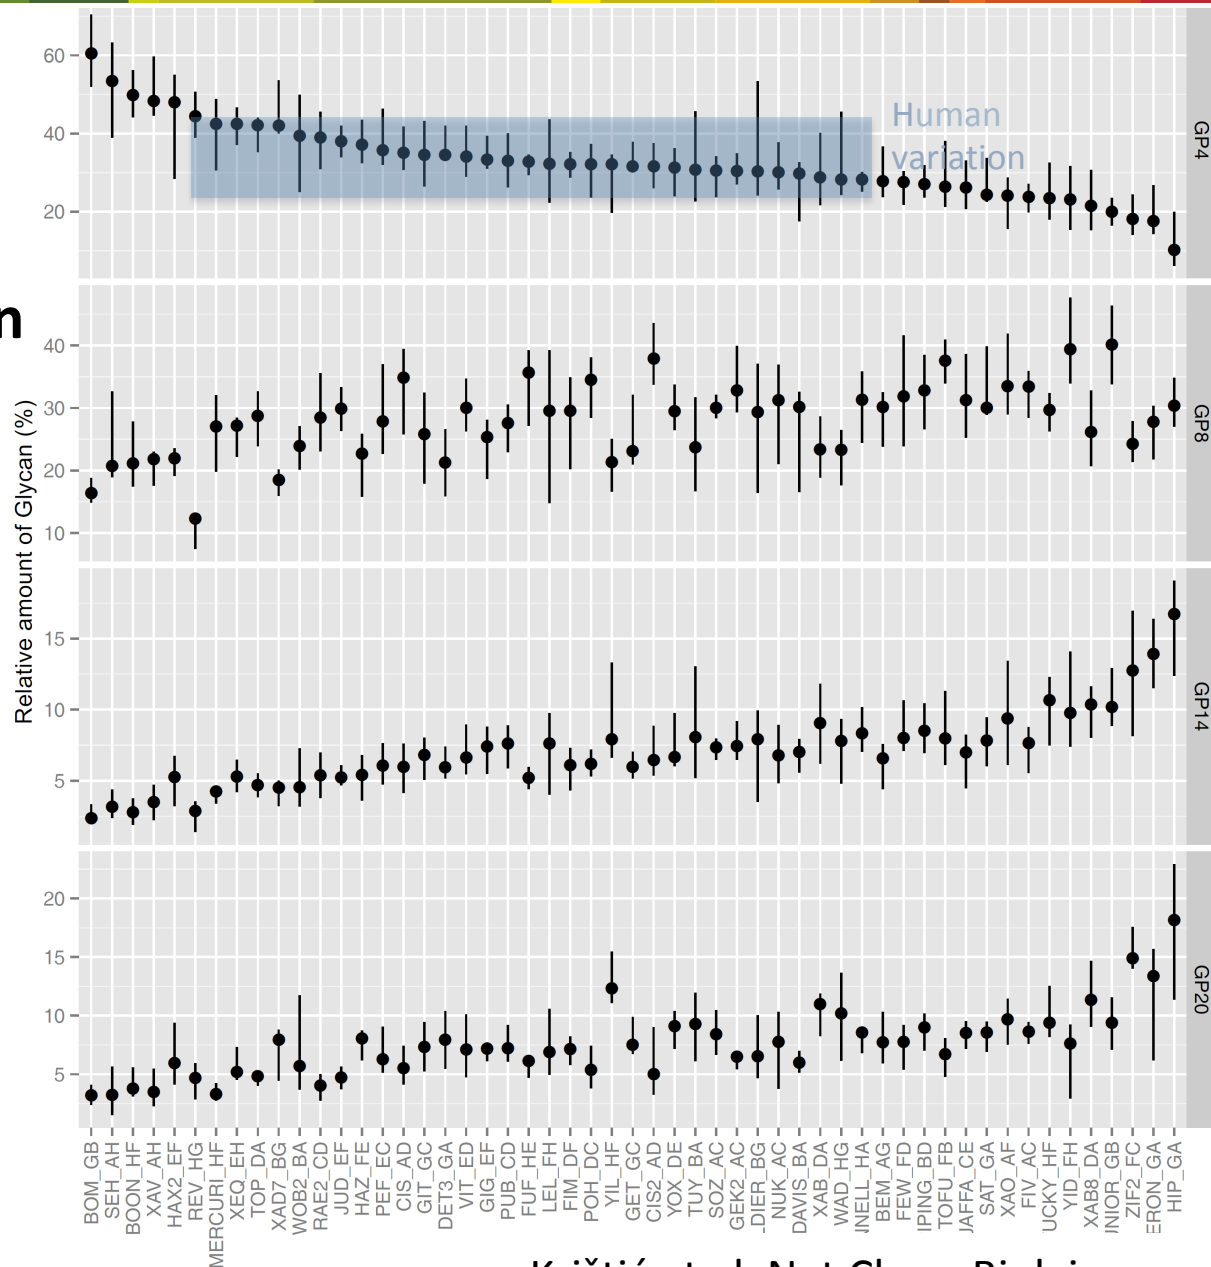 60
40
20
Human
variation
GP4
n
40
30
20
10
GP8
Relative amount of Glycan (%)
15
10
5
GP14
20
15
10
5
GP20
BOM_GB
SEH_AH
BOON_HF
XAV_AH
HAX2_EF
REV_HG
MERCURI_HF
XEQ_EH
TOP_DA
XAD7_BG
WOB2_BA
RAE2_CD
JUD_EF
HAZ_FE
PEF_EC
CIS_AD
GIT_GC
DET3_GA
VIT_ED
GIG_EF
PUB_CD
FUF_HE
LEL_FH
FIM_DF
POH_DC
YIL_HF
GET_GC
CIS2_AD
YOX_DE
TUY_BA
SOZ_AC
GEK2_AC
LDIER_BG
NUK_AC
DAVIS_BA
XAB_DA
WAD_HG
NNELL_HA
BEM_AG
FEW_FD
IPING_BD
TOFU_FB
JAFFA_CE
SAT_GA
XAO_AF
FIV_AC
UCKY_HF
YID_FH
XAB8_DA
JNIOR_GB
ZIF2_FC
ERON_GA
HIP_GA